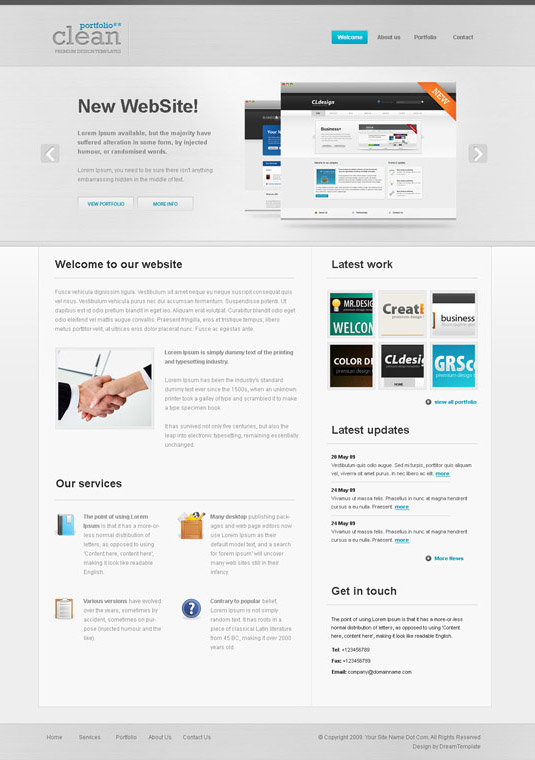 portfolio**
clean
PREMIUM DESIGN TEMPLATES
Welcome
About us
Portfolio
Contact
New WebSite!
Lorem Ipsum available, but the majority have
suffered alteration in some form, by injected
humour, or randomised words.
Lorem Ipsum, you need to be sure there isn't anything
embarrassing hidden in the middle of text.
VIEW PORTFOLIO
MORE INFO
CLdesign
Business+
NEW
Welcome to our website
Fusce vehicula dignissim ligula. Vestibulum sit amet neque eu neque suscipit consequat quis
vel risus. Vestibulum vehicula purus nec dui accumsan fermentum. Suspendisse potenti. Ut
dapibus est id odio pretium blandit in eget leo. Aliquam erat volutpat. Curabitur blandit odio eget
odio eleifend vel mattis augue convallis. Praesent fringilla, eros et tristique tempus, libero
metus porttitor velit, at ultrices eros dolor placerat nunc. Fusce ac egestas ante.
Lorem Ipsum is simply dummy text of the printing
and typesetting industry.
Lorem Ipsum has been the industry's standard
dummy text ever since the 1500s, when an unknown
printer took a galley of type and scrambled it to make
a type specimen book.
It has survived not only five centuries, but also the
leap into electronic typesetting, remaining essentially
unchanged.
Our services
The point of using Lorem
Ipsum is that it has a more-or-
less normal distribution of
letters, as opposed to using
'Content here, content here',
making it look like readable
English.
Many desktop publishing pack-
ages and web page editors now
use Lorem Ipsum as their
default model text, and a search
for 'lorem ipsum' will uncover
many web sites still in their
infancy.
Various versions have evolved
over the years, sometimes by
accident, sometimes on pur-
pose (injected humour and the
like).
Contrary to popular belief,
Lorem Ipsum is not simply
random text. It has roots in a
piece of classical Latin literature
from 45 BC, making it over 2000
years old.
Latest work
MR.DESIG
WELCOM
Creat
premium design
business
COLOR D
premium design
CLdesig
premium design templates
HOME
GRSc
premium desig
view all portfolio
Latest updates
20 May 09
Vestibulum quis odio augue. Sed mi turpis, porttitor quis aliquam
vel, viverra sit amet purus. In nec libero ac elit. more
24 May 09
Vivamus ut massa felis. Phasellus in nunc at magna hendrerit
cursus a eu nulla. Praesent. more
24 May 09
Vivamus ut massa felis. Phasellus in nunc at magna hendrerit
cursus a eu nulla. Praesent. more
More News
Get in touch
The point of using Lorem Ipsum is that it has a more-or-less
normal distribution of letters, as opposed to using 'Content
here, content here', making it look like readable English.
Tel: +123456789
Fax: +123456789
Email: company@domainname.com
Home
Services
Portfolio
About Us
Contact Us
© Copyright 2009. Your Site Name Dot Com. All Rights Reserved
Design by DreamTemplate